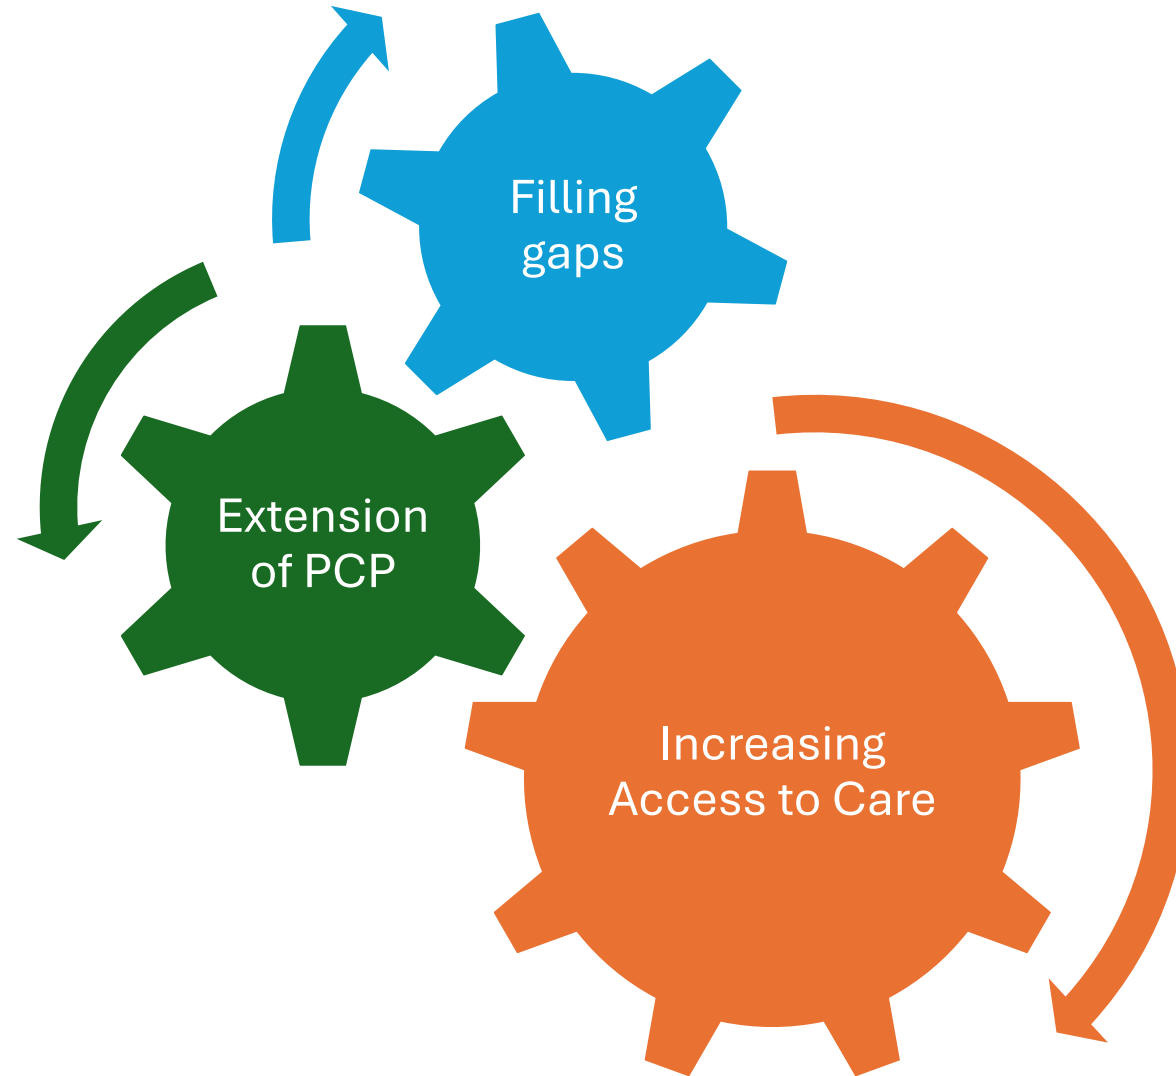 Filling
gaps
Extension
of PCP
Increasing
Access to Care